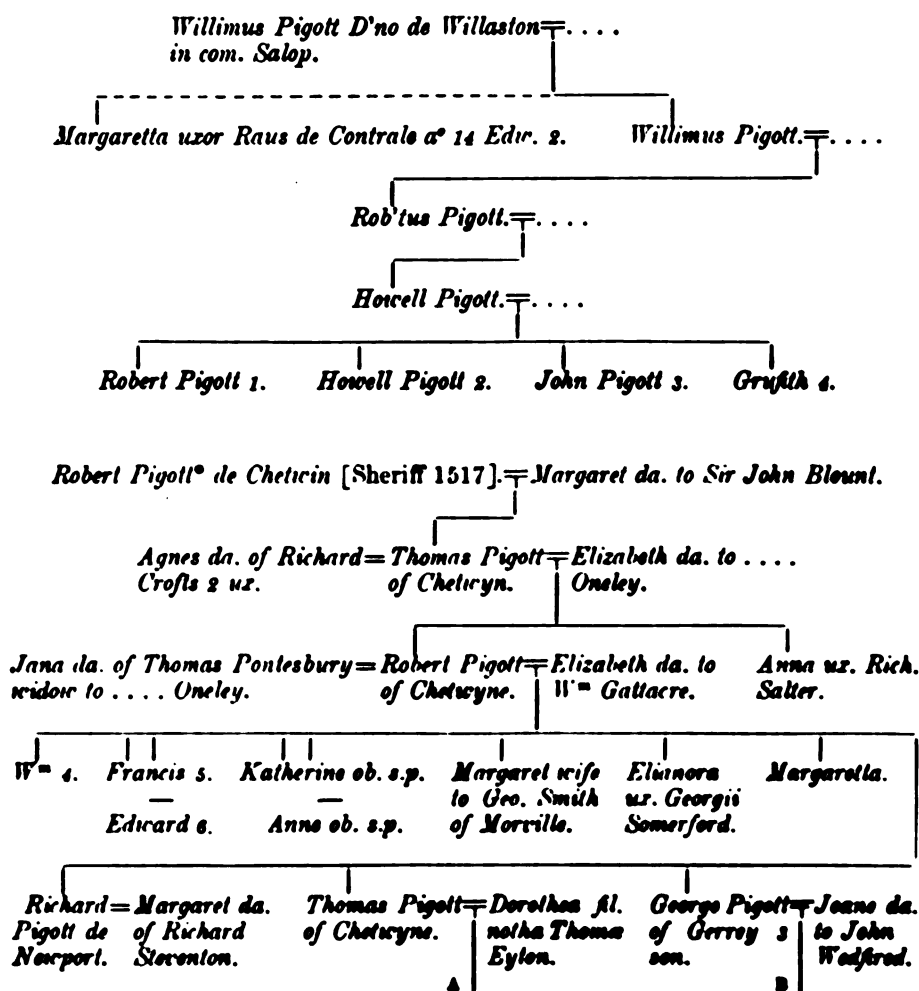 Willimus Pigott D'no de Willaston=. . . .
in com. Salop.
Margaretta uxor Raus de Contrale a° 14 Edw. 2. Willimus Pigott.=. . . .
Rob'tus Pigott.=. . . .
Howell Pigott.=. . . .
Robert Pigott 1. Howell Pigott 2. John Pigott 3. Grufith 4.
Robert Pigott* de Chetwin [Sheriff 1517].=Margaret da. to Sir John Blount.
Agnes da. of Richard=Thomas Pigott=Elizabeth da. to . . . .
Crofts 2 ux. of Chetwyn. Oneley.
Jana da. of Thomas Pontesbury=Robert Pigott=Elizabeth da. to Anna ux. Rich.
widow to . . . . Oneley. of Chetwyne. Wm Gattacre. Salter.
Wm 4. Francis 5. Katherine ob. s.p. Margaret wife Elianora Margaretta.
— — to Geo. Smith ux. Georgii
Edward 6. Anne ob. s.p. of Morville. Somerford.
Richard=Margaret da. Thomas Pigott=Dorothea fil. George Pigott=Joane da.
Pigott de of Richard of Chetwyne. notha Thomæ of Gerrey 3 to John
Newport. Steventon. Eyton. son.
A B